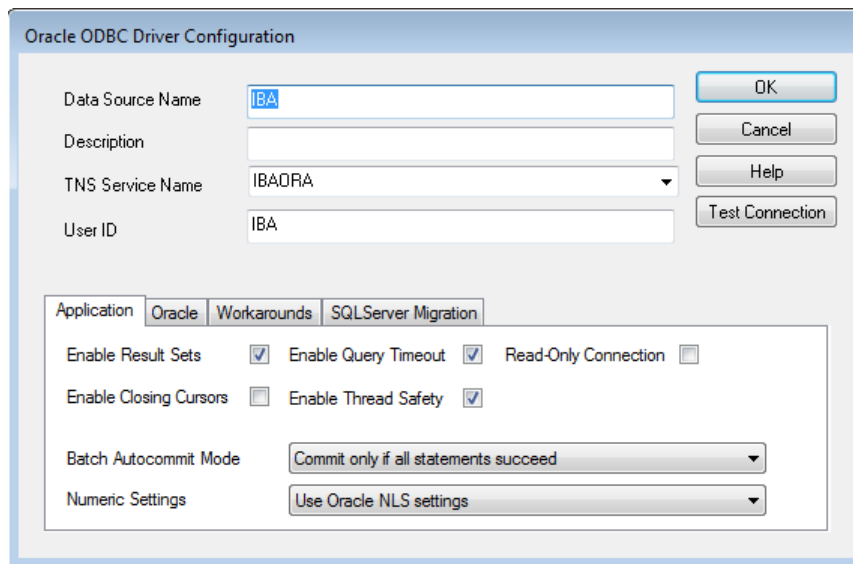 Oracle ODBC Driver Configuration
Data Source Name IBA OK
Description Cancel
TNS Service Name IBAORA Help
User ID IBA Test Connection
Application Oracle Workarounds SQLServer Migration
Enable Result Sets Enable Query Timeout Read-Only Connection
Enable Closing Cursors Enable Thread Safety
Batch Autocommit Mode Commit only if all statements succeed
Numeric Settings Use Oracle NLS settings